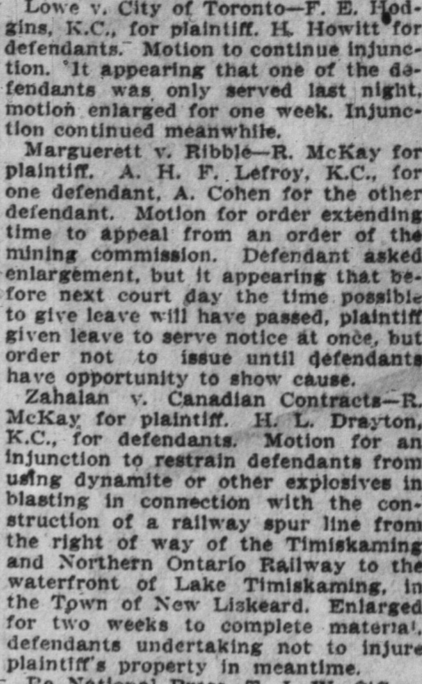 Lowe v. City of Toronto—F. E. Hod-
gins, K.C., for plaintiff. H. Howitt for
defendants. Motion to continue injunc-
tion. It appearing that one of the de-
fendants was only served last night,
motion enlarged for one week. Injunc-
tion continued meanwhile.
Marguerett v. Ribble—R. McKay for
plaintiff. A. H. F. Lefroy, K.C., for
one defendant, A. Cohen for the other
defendant. Motion for order extending
time to appeal from an order of the
mining commission. Defendant asked
enlargement, but it appearing that be-
fore next court day the time possible
to give leave will have passed, plaintiff
given leave to serve notice at once, but
order not to issue until defendants
have opportunity to show cause.
Zahalan v. Canadian Contracts—R.
McKay for plaintiff. H. L. Drayton,
K.C., for defendants. Motion for an
injunction to restrain defendants from
using dynamite or other explosives in
blasting in connection with the con-
struction of a railway spur line from
the right of way of the Timiskaming
and Northern Ontario Railway to the
waterfront of Lake Timiskaming, in
the Town of New Liskeard. Enlarged
for two weeks to complete material,
defendants undertaking not to injure
plaintiff's property in meantime.
Re National